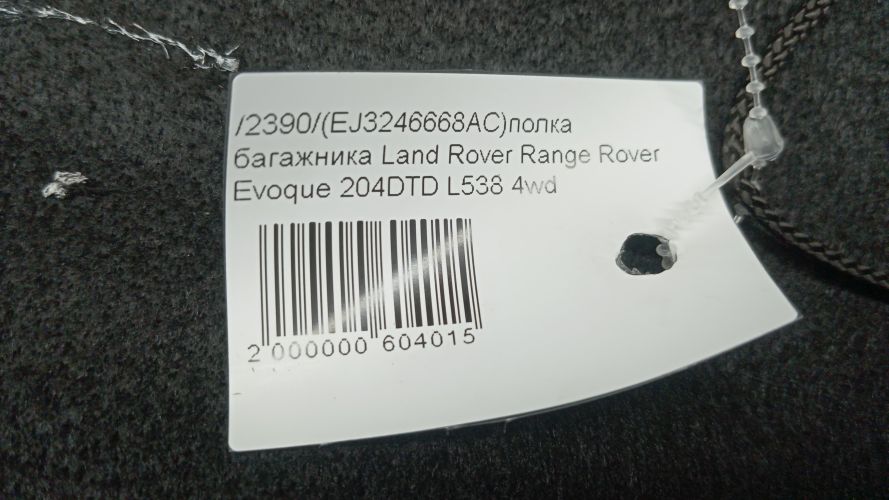 /2390/(EJ3246668AC)полка
багажника Land Rover Range Rover
Evoque 204DTD L538 4wd
2 000000 604015